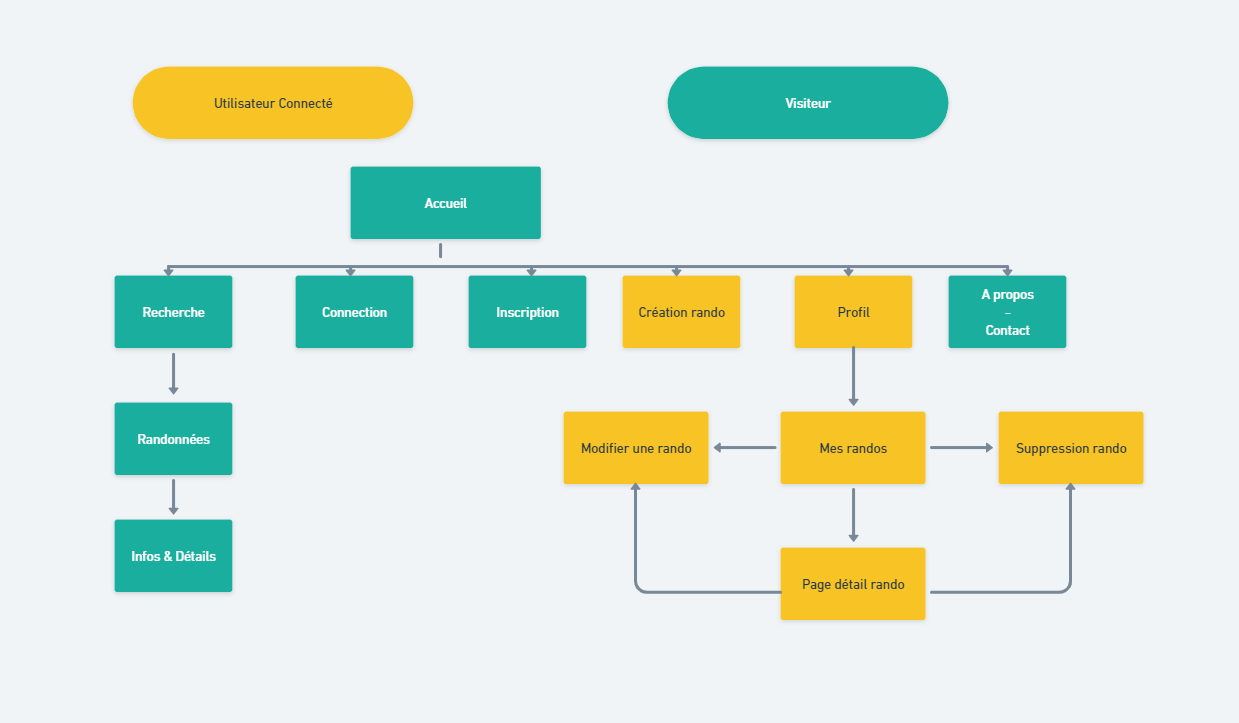 Utilisateur Connecté
Visiteur
Accueil
Recherche
Connection
Inscription
Création rando
Profil
A propos
–
Contact
Randonnées
Modifier une rando
Mes randos
Suppression rando
Infos & Détails
Page détail rando